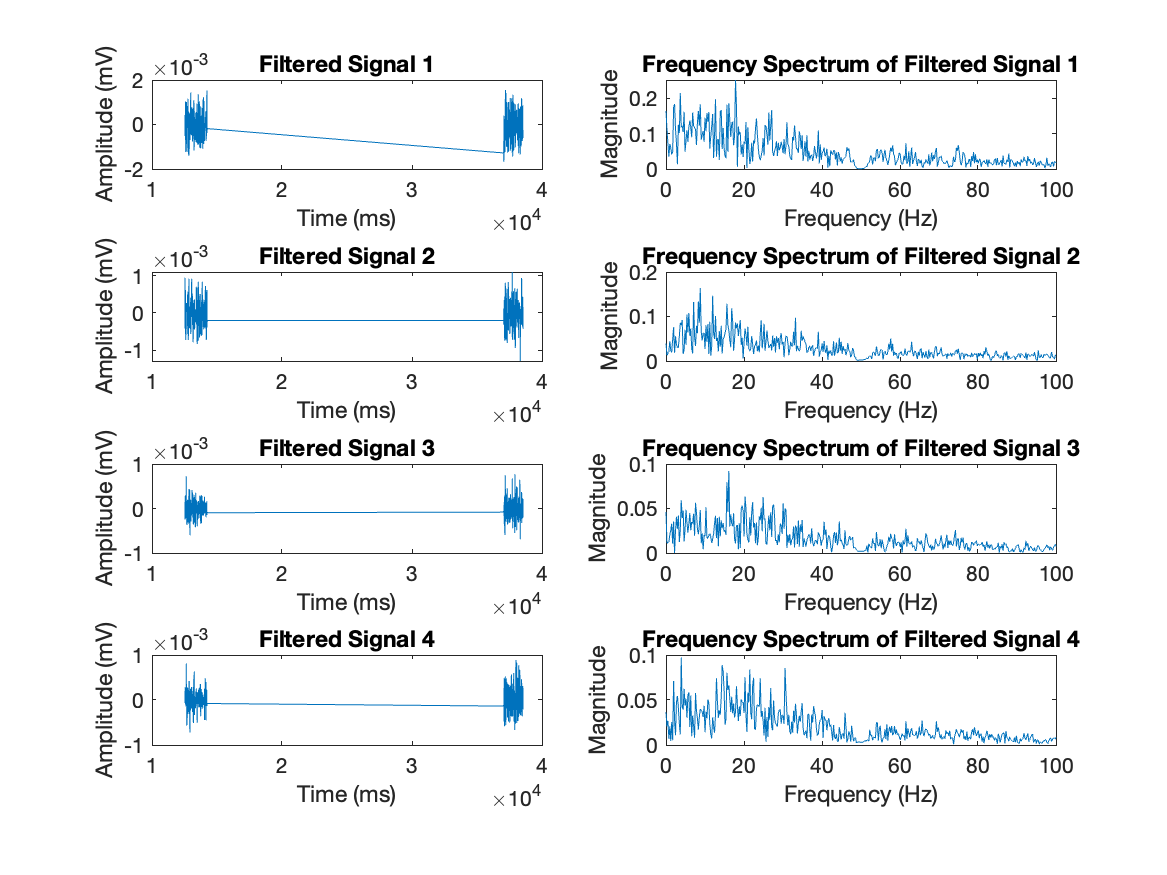 Filtered Signal 1
×10-3
Amplitude (mV)
2
0
-2
1 2 3 4
Time (ms)
×104
Frequency Spectrum of Filtered Signal 1
Magnitude
0.2
0.1
0
0 20 40 60 80 100
Frequency (Hz)
Filtered Signal 2
×10-3
Amplitude (mV)
1
0
-1
1 2 3 4
Time (ms)
×104
Frequency Spectrum of Filtered Signal 2
Magnitude
0.2
0.1
0
0 20 40 60 80 100
Frequency (Hz)
Filtered Signal 3
×10-3
Amplitude (mV)
1
0
-1
1 2 3 4
Time (ms)
×104
Frequency Spectrum of Filtered Signal 3
Magnitude
0.1
0.05
0
0 20 40 60 80 100
Frequency (Hz)
Filtered Signal 4
×10-3
Amplitude (mV)
1
0
-1
1 2 3 4
Time (ms)
×104
Frequency Spectrum of Filtered Signal 4
Magnitude
0.1
0.05
0
0 20 40 60 80 100
Frequency (Hz)